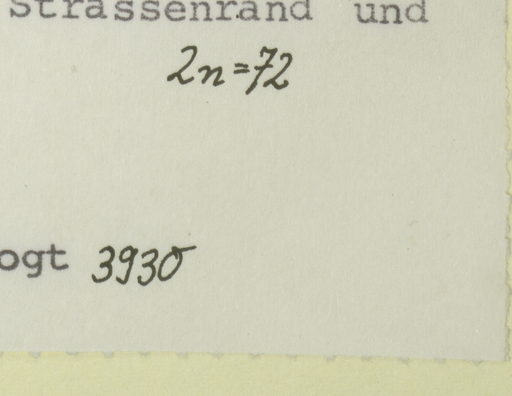 Strassenrand und
2n=72
ogt 3930